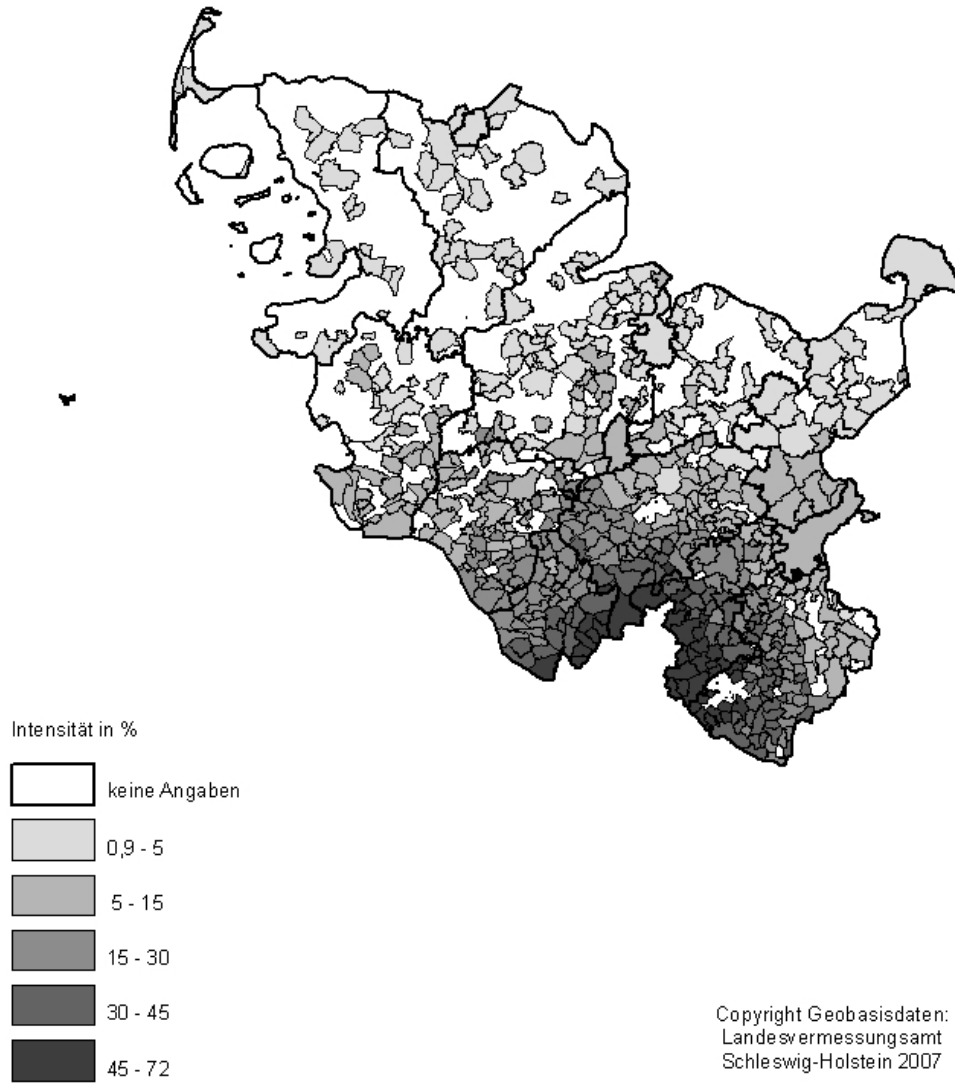 Intensität in %
keine Angaben
0,9 - 5
5 - 15
15 - 30
30 - 45
45 - 72
Copyright Geobasisdaten:
Landesvermessungsamt
Schleswig-Holstein 2007